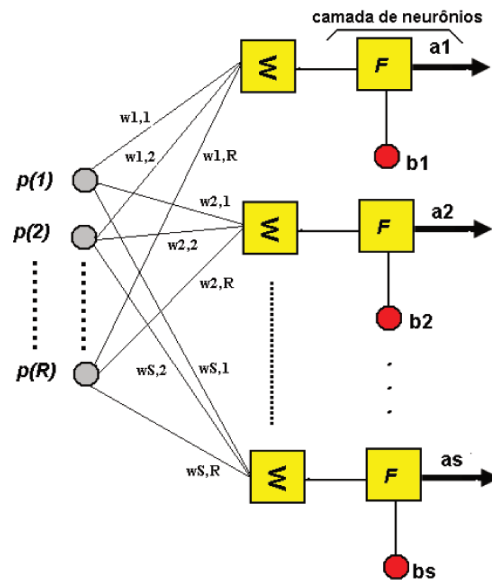 camada de neurônios
a1
F
b1
w1,1
w1,2
w1,R
p(1)
w2,1
a2
p(2)
w2,2
F
w2,R
b2
p(R)
wS,1
wS,2
wS,R
as
F
bs